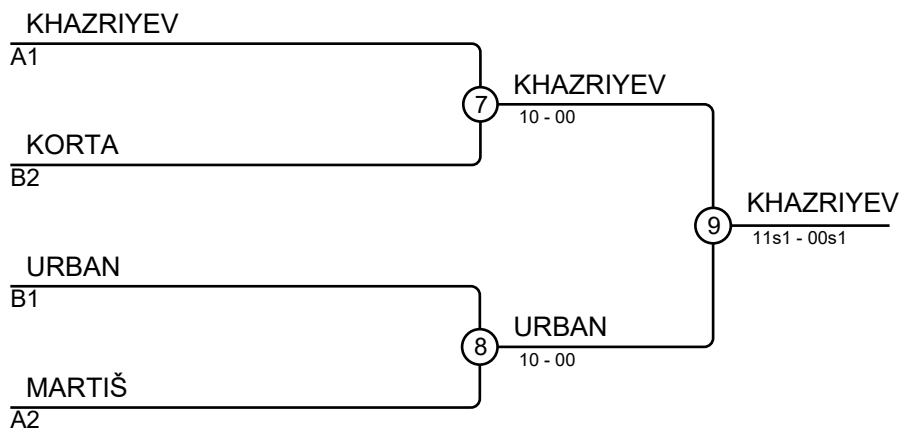 KHAZRIYEV
A1
7
KHAZRIYEV
10 - 00
KORTA
B2
9
KHAZRIYEV
11s1 - 00s1
URBAN
B1
8
URBAN
10 - 00
MARTIŠ
A2